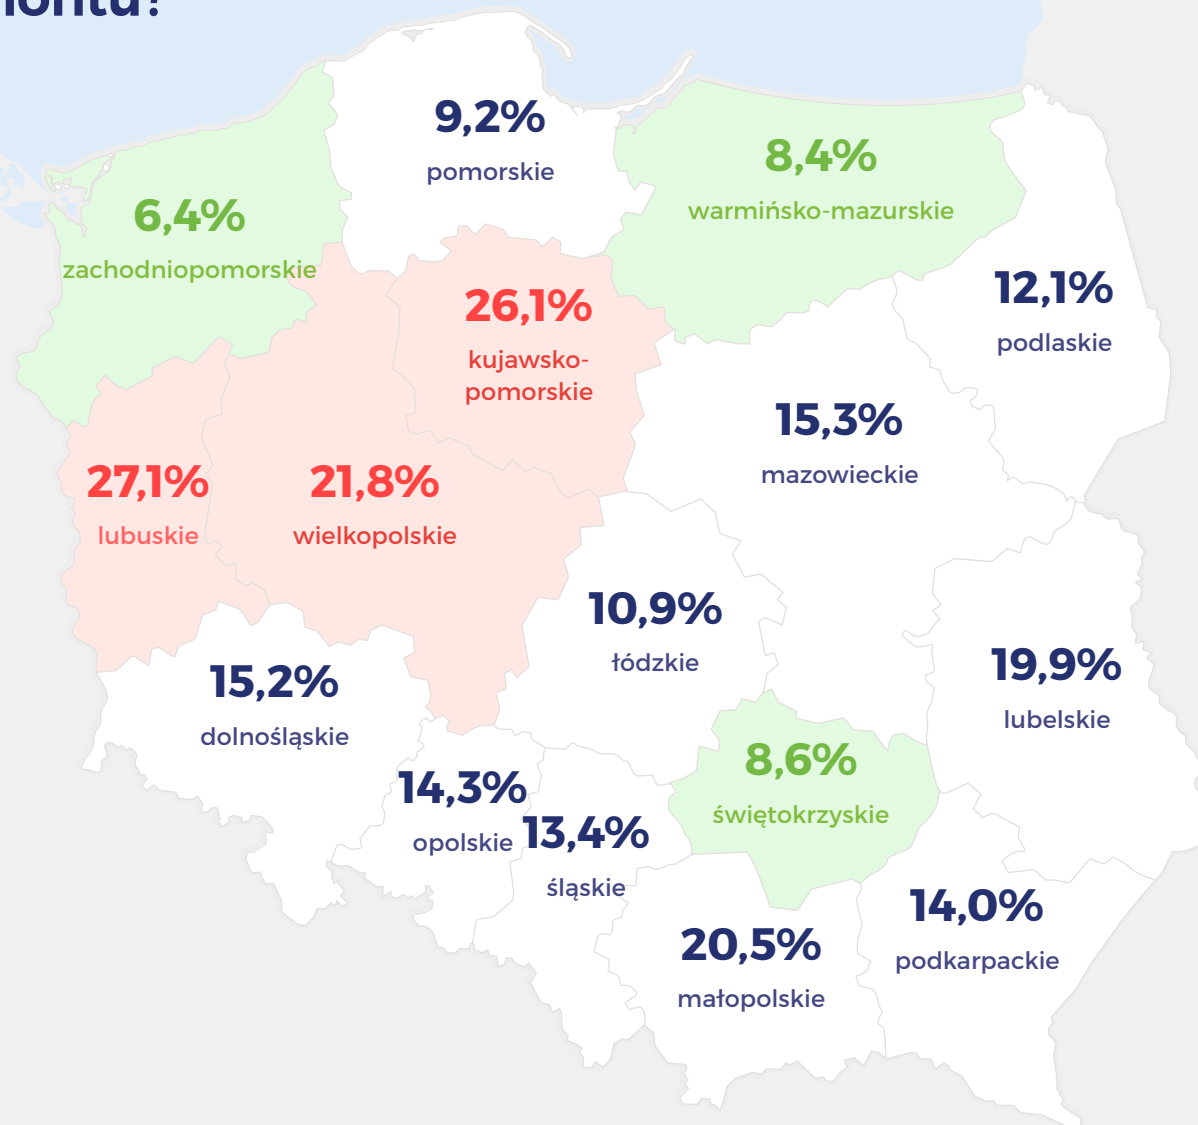 9,2%
pomorskie
8,4%
warmińsko-mazurskie
6,4%
zachodniopomorskie
12,1%
podlaskie
26,1%
kujawsko-
pomorskie
15,3%
mazowieckie
27,1%
lubuskie
21,8%
wielkopolskie
10,9%
łódzkie
19,9%
lubelskie
15,2%
dolnośląskie
8,6%
świętokrzyskie
14,3%
opolskie
13,4%
śląskie
14,0%
podkarpackie
20,5%
małopolskie